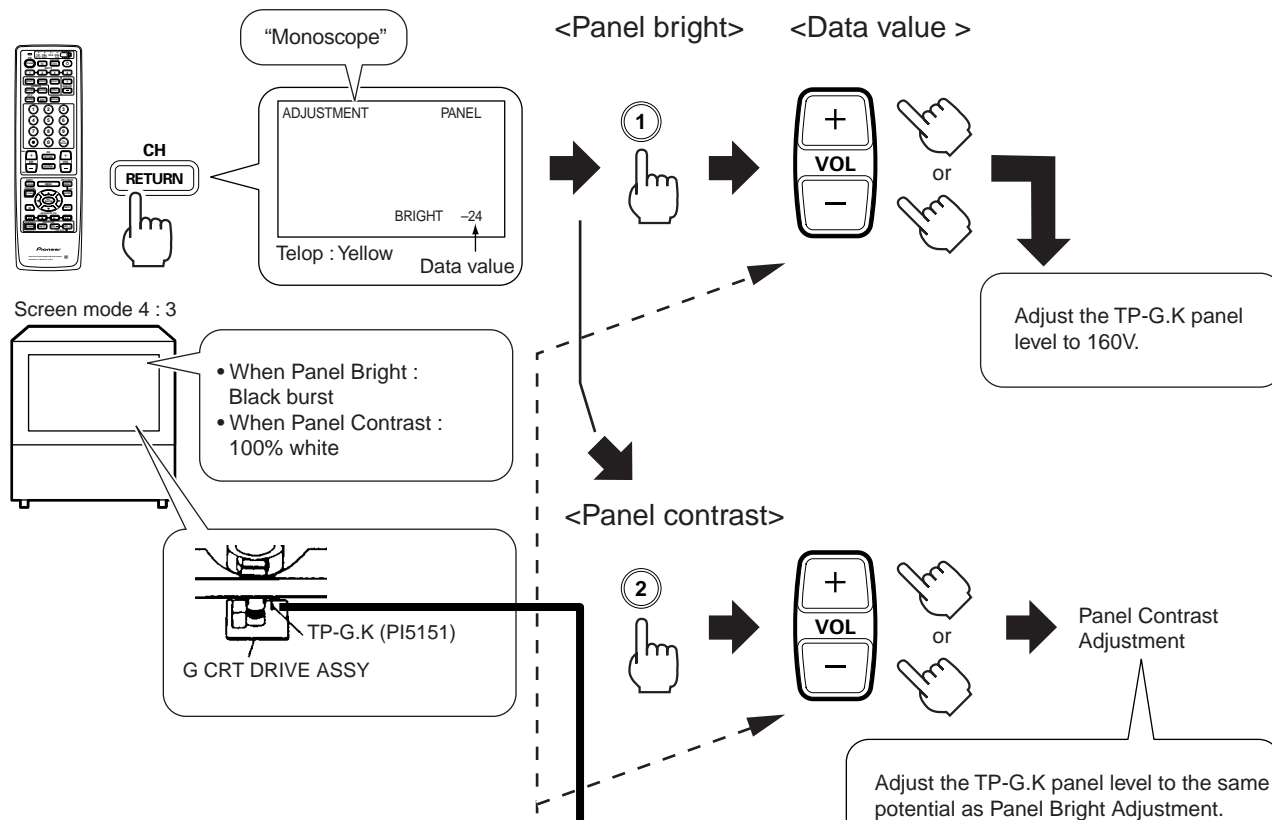 <Panel bright>
<Data value >
“Monoscope”
ADJUSTMENT PANEL
BRIGHT –24
Telop : Yellow
Data value
CH
RETURN
Pioneer
1
+
VOL
–
or
Adjust the TP-G.K panel
level to 160V.
Screen mode 4 : 3
• When Panel Bright :
Black burst
• When Panel Contrast :
100% white
TP-G.K (PI5151)
G CRT DRIVE ASSY
<Panel contrast>
2
+
VOL
–
or
Panel Contrast
Adjustment
Adjust the TP-G.K panel level to the same
potential as Panel Bright Adjustment.